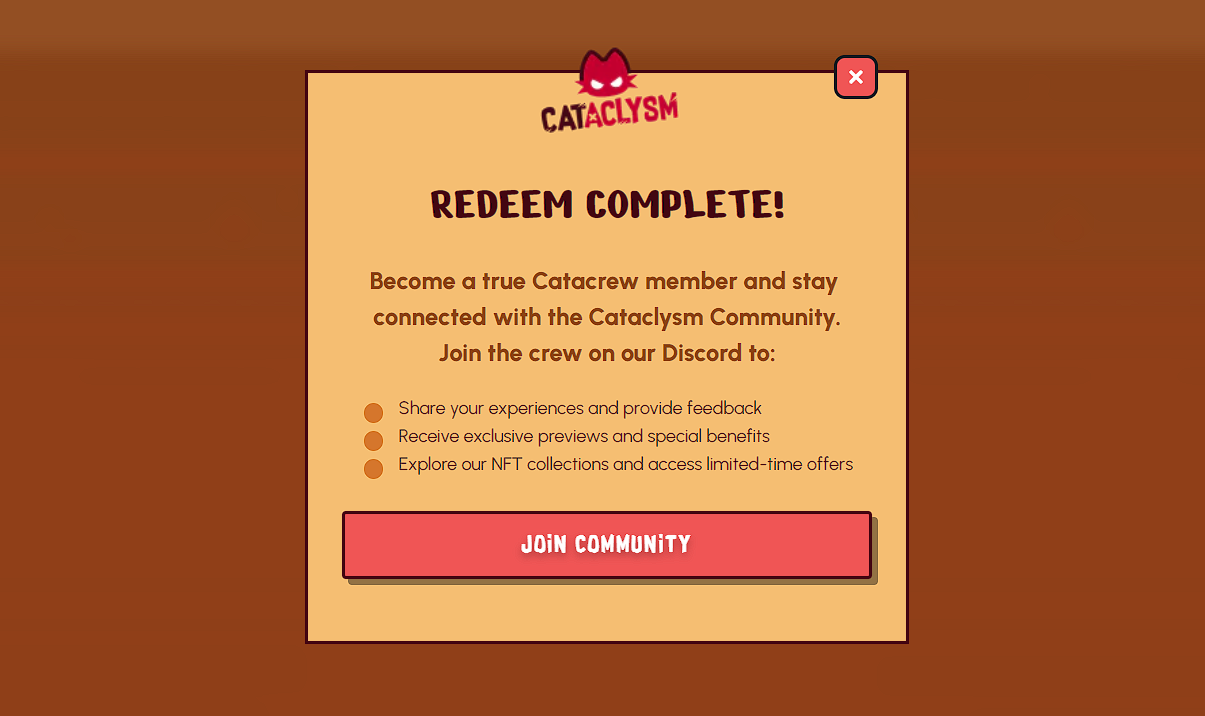 CATACLYSM
REDEEM COMPLETE!
Become a true Catacrew member and stay
connected with the Cataclysm Community.
Join the crew on our Discord to:
Share your experiences and provide feedback
Receive exclusive previews and special benefits
Explore our NFT collections and access limited-time offers
JOIN COMMUNITY